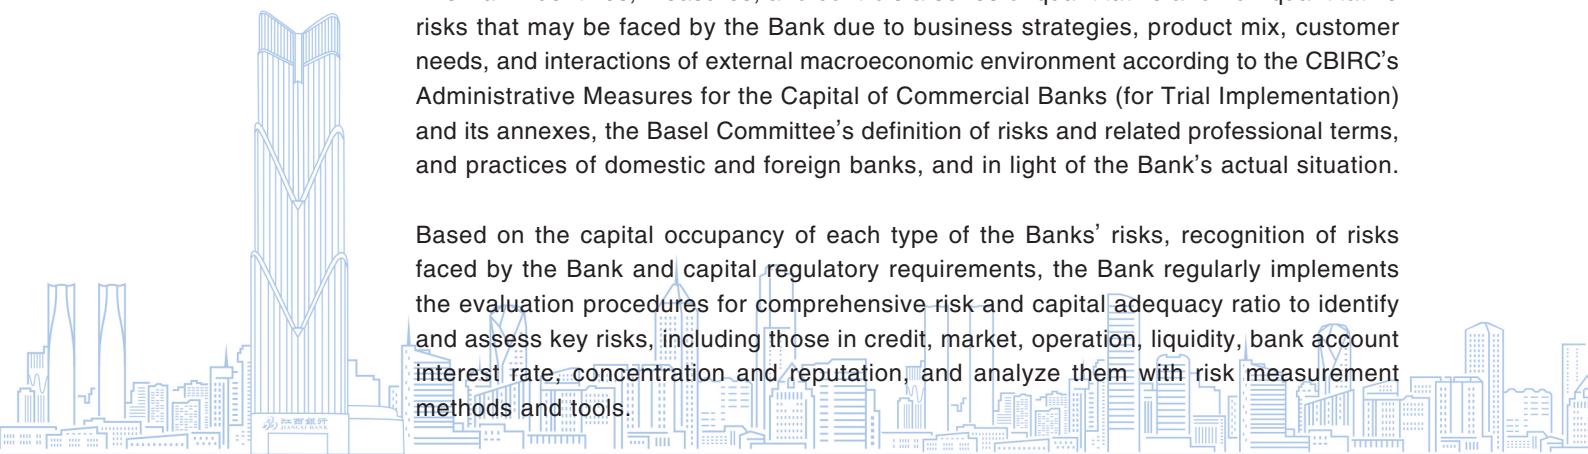 risks that may be faced by the Bank due to business strategies, product mix, customer
needs, and interactions of external macroeconomic environment according to the CBIRC’s
Administrative Measures for the Capital of Commercial Banks (for Trial Implementation)
and its annexes, the Basel Committee’s definition of risks and related professional terms,
and practices of domestic and foreign banks, and in light of the Bank’s actual situation.
Based on the capital occupancy of each type of the Banks’ risks, recognition of risks
faced by the Bank and capital regulatory requirements, the Bank regularly implements
the evaluation procedures for comprehensive risk and capital adequacy ratio to identify
and assess key risks, including those in credit, market, operation, liquidity, bank account
interest rate, concentration and reputation, and analyze them with risk measurement
methods and tools.
江西银行
JIANGXI BANK